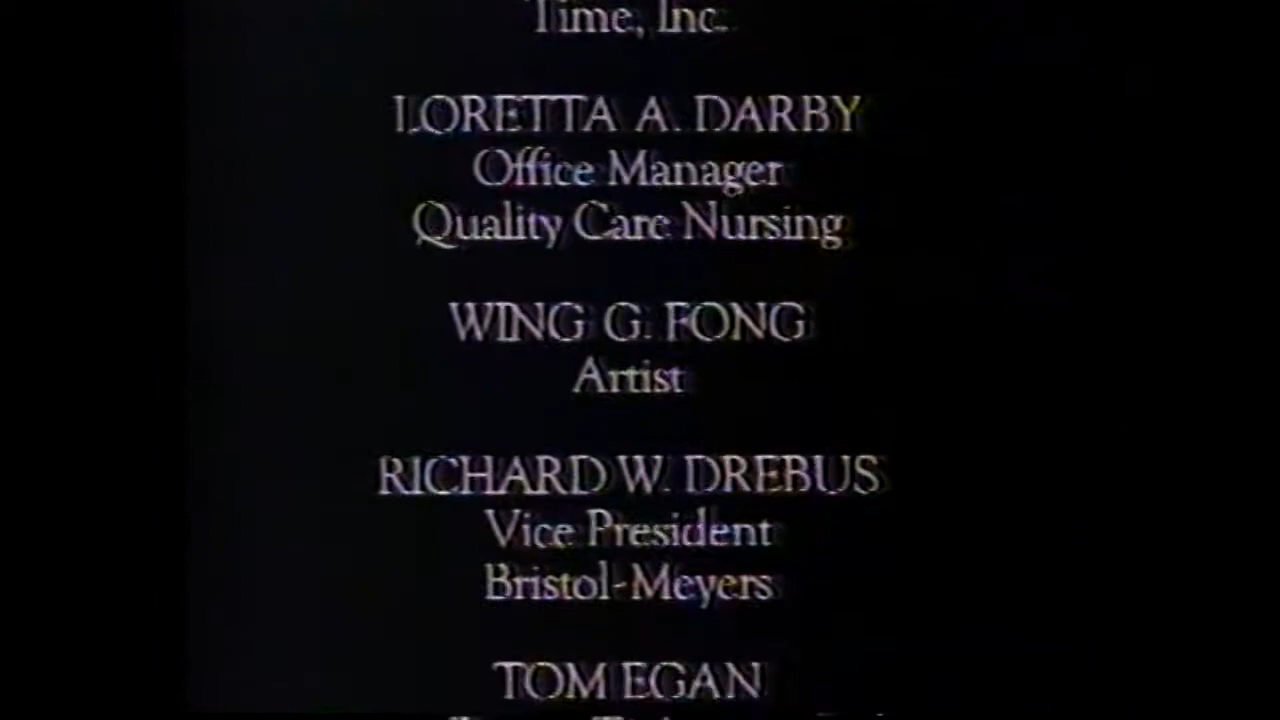 Time, Inc.
LORETTA A. DARBY
Office Manager
Quality Care Nursing
WING G. FONG
Artist
RICHARD W. DREBUS
Vice President
Bristol-Meyers
TOM EGAN